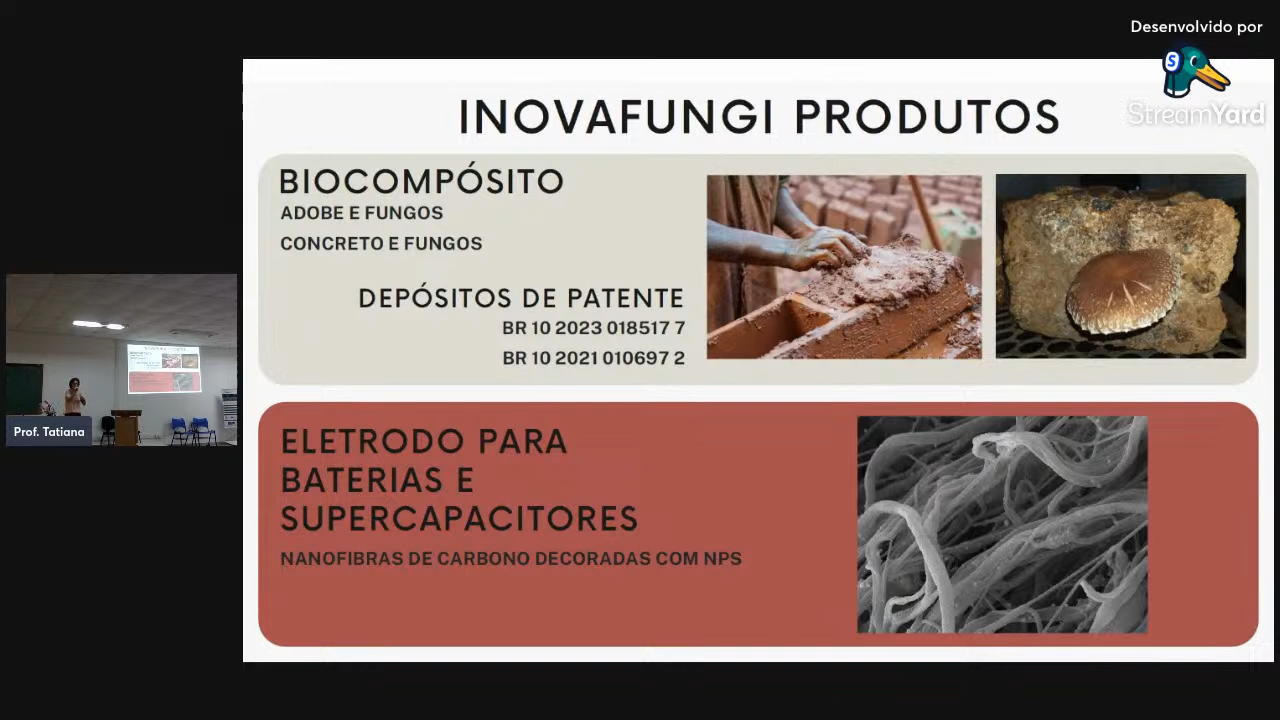 Desenvolvido por
StreamYard
INOVAFUNGI PRODUTOS
BIOCOMPÓSITO
ADOBE E FUNGOS
CONCRETO E FUNGOS
DEPÓSITOS DE PATENTE
BR 10 2023 018517 7
BR 10 2021 010697 2
ELETRODO PARA
BATERIAS E
SUPERCAPACITORES
NANOFIBRAS DE CARBONO DECORADAS COM NPS
Prof. Tatiana